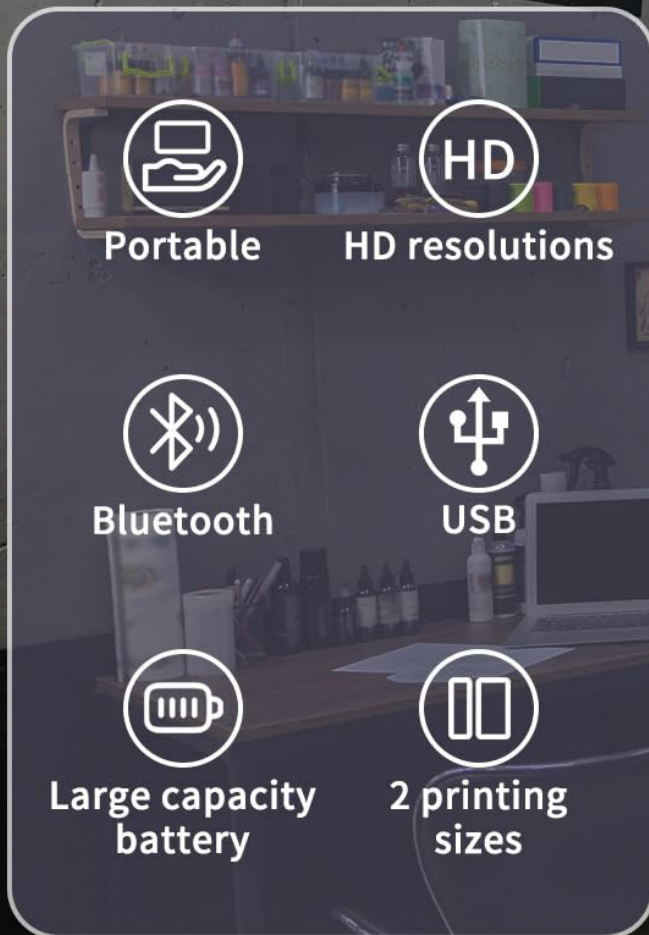 Portable
HD
HD resolutions
Bluetooth
USB
Large capacity
battery
2 printing
sizes